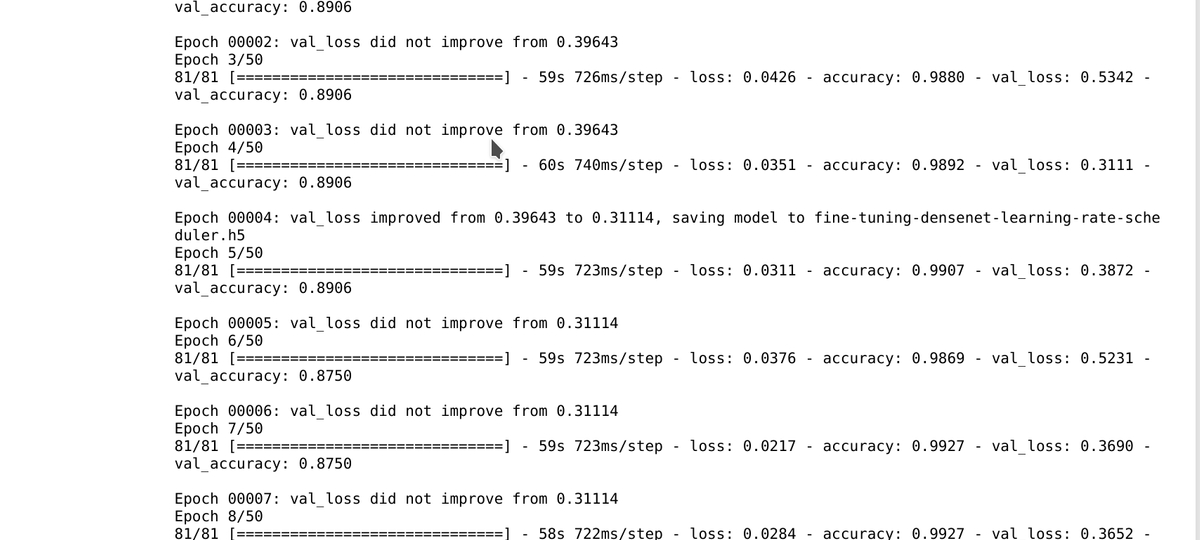 val_accuracy: 0.8906
Epoch 00002: val_loss did not improve from 0.39643
Epoch 3/50
81/81 [==============================] - 59s 726ms/step - loss: 0.0426 - accuracy: 0.9880 - val_loss: 0.5342 -
val_accuracy: 0.8906
Epoch 00003: val_loss did not improve from 0.39643
Epoch 4/50
81/81 [==============================] - 60s 740ms/step - loss: 0.0351 - accuracy: 0.9892 - val_loss: 0.3111 -
val_accuracy: 0.8906
Epoch 00004: val_loss improved from 0.39643 to 0.31114, saving model to fine-tuning-densenet-learning-rate-sche
duler.h5
Epoch 5/50
81/81 [==============================] - 59s 723ms/step - loss: 0.0311 - accuracy: 0.9907 - val_loss: 0.3872 -
val_accuracy: 0.8906
Epoch 00005: val_loss did not improve from 0.31114
Epoch 6/50
81/81 [==============================] - 59s 723ms/step - loss: 0.0376 - accuracy: 0.9869 - val_loss: 0.5231 -
val_accuracy: 0.8750
Epoch 00006: val_loss did not improve from 0.31114
Epoch 7/50
81/81 [==============================] - 59s 723ms/step - loss: 0.0217 - accuracy: 0.9927 - val_loss: 0.3690 -
val_accuracy: 0.8750
Epoch 00007: val_loss did not improve from 0.31114
Epoch 8/50
81/81 [==============================] - 58s 722ms/step - loss: 0.0284 - accuracy: 0.9927 - val_loss: 0.3652 -